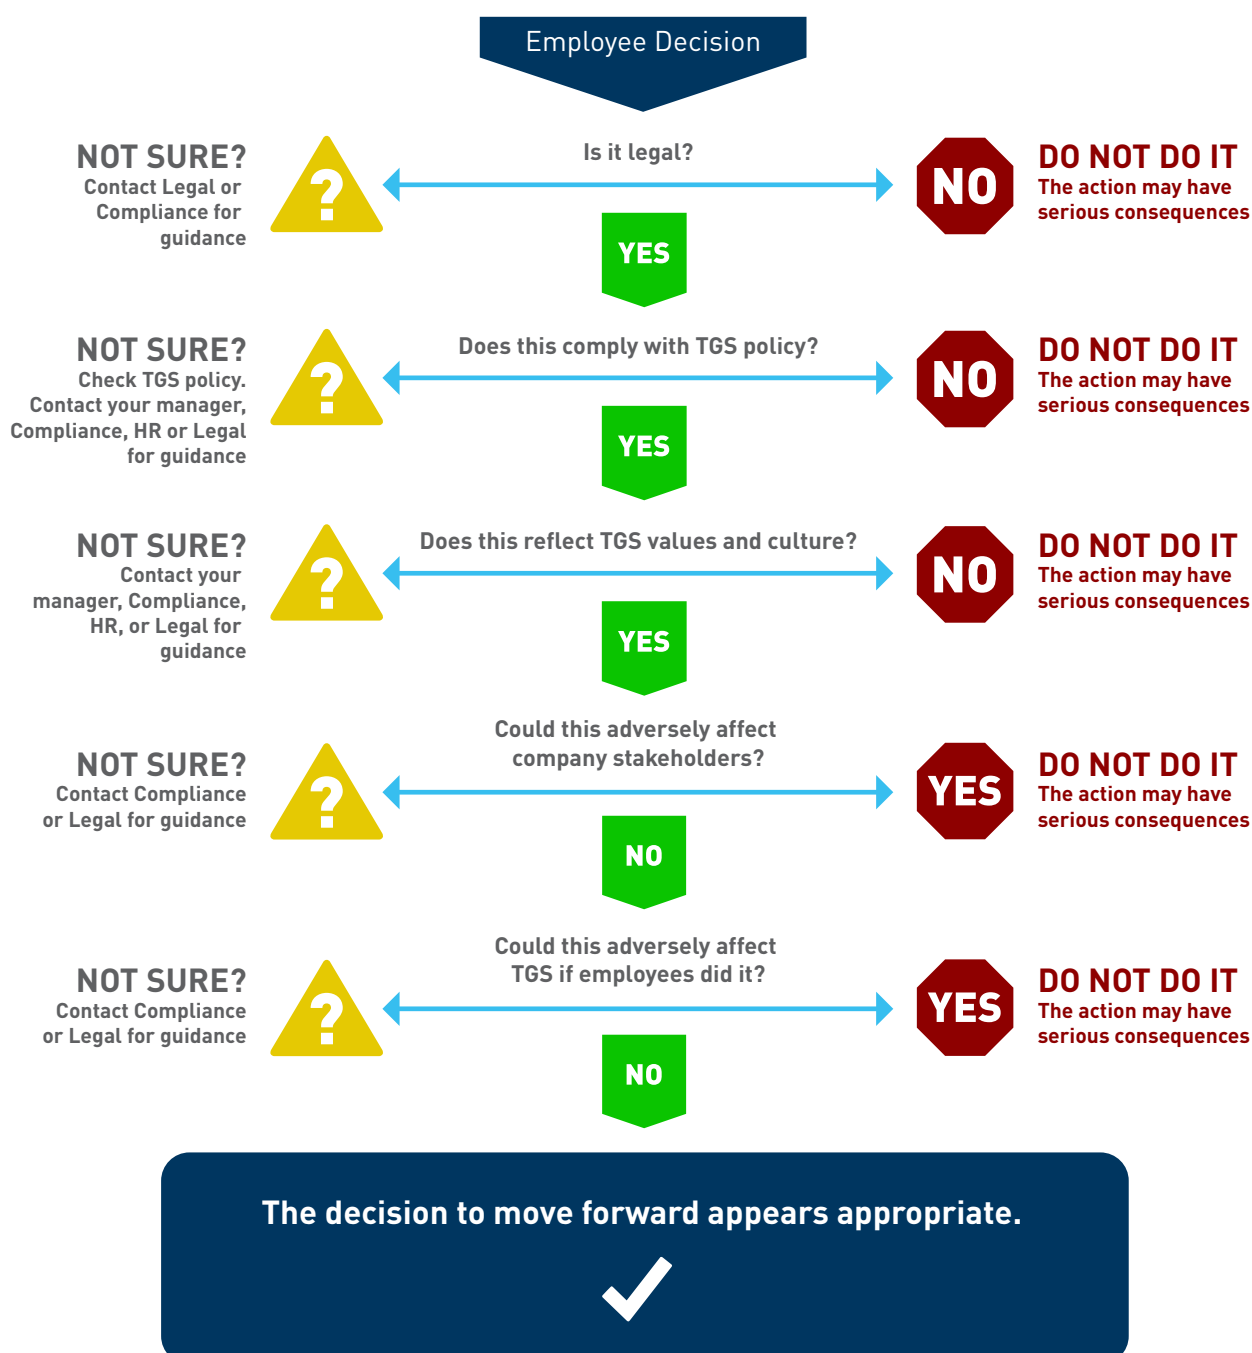 Employee Decision
NOT SURE?
Contact Legal or
Compliance for
guidance
?
Is it legal?
YES
NO
DO NOT DO IT
The action may have
serious consequences
NOT SURE?
Check TGS policy.
Contact your manager,
Compliance, HR or Legal
for guidance
?
Does this comply with TGS policy?
YES
NO
DO NOT DO IT
The action may have
serious consequences
NOT SURE?
Contact your
manager, Compliance,
HR, or Legal for
guidance
?
Does this reflect TGS values and culture?
YES
NO
DO NOT DO IT
The action may have
serious consequences
NOT SURE?
Contact Compliance
or Legal for guidance
?
Could this adversely affect
company stakeholders?
NO
YES
DO NOT DO IT
The action may have
serious consequences
NOT SURE?
Contact Compliance
or Legal for guidance
?
Could this adversely affect
TGS if employees did it?
NO
YES
DO NOT DO IT
The action may have
serious consequences
The decision to move forward appears appropriate.